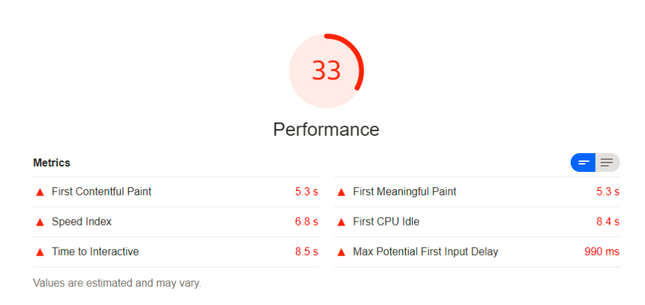 33
Performance
Metrics
First Contentful Paint 5.3 s
First Meaningful Paint 5.3 s
Speed Index 6.8 s
First CPU Idle 8.4 s
Time to Interactive 8.5 s
Max Potential First Input Delay 990 ms
Values are estimated and may vary.